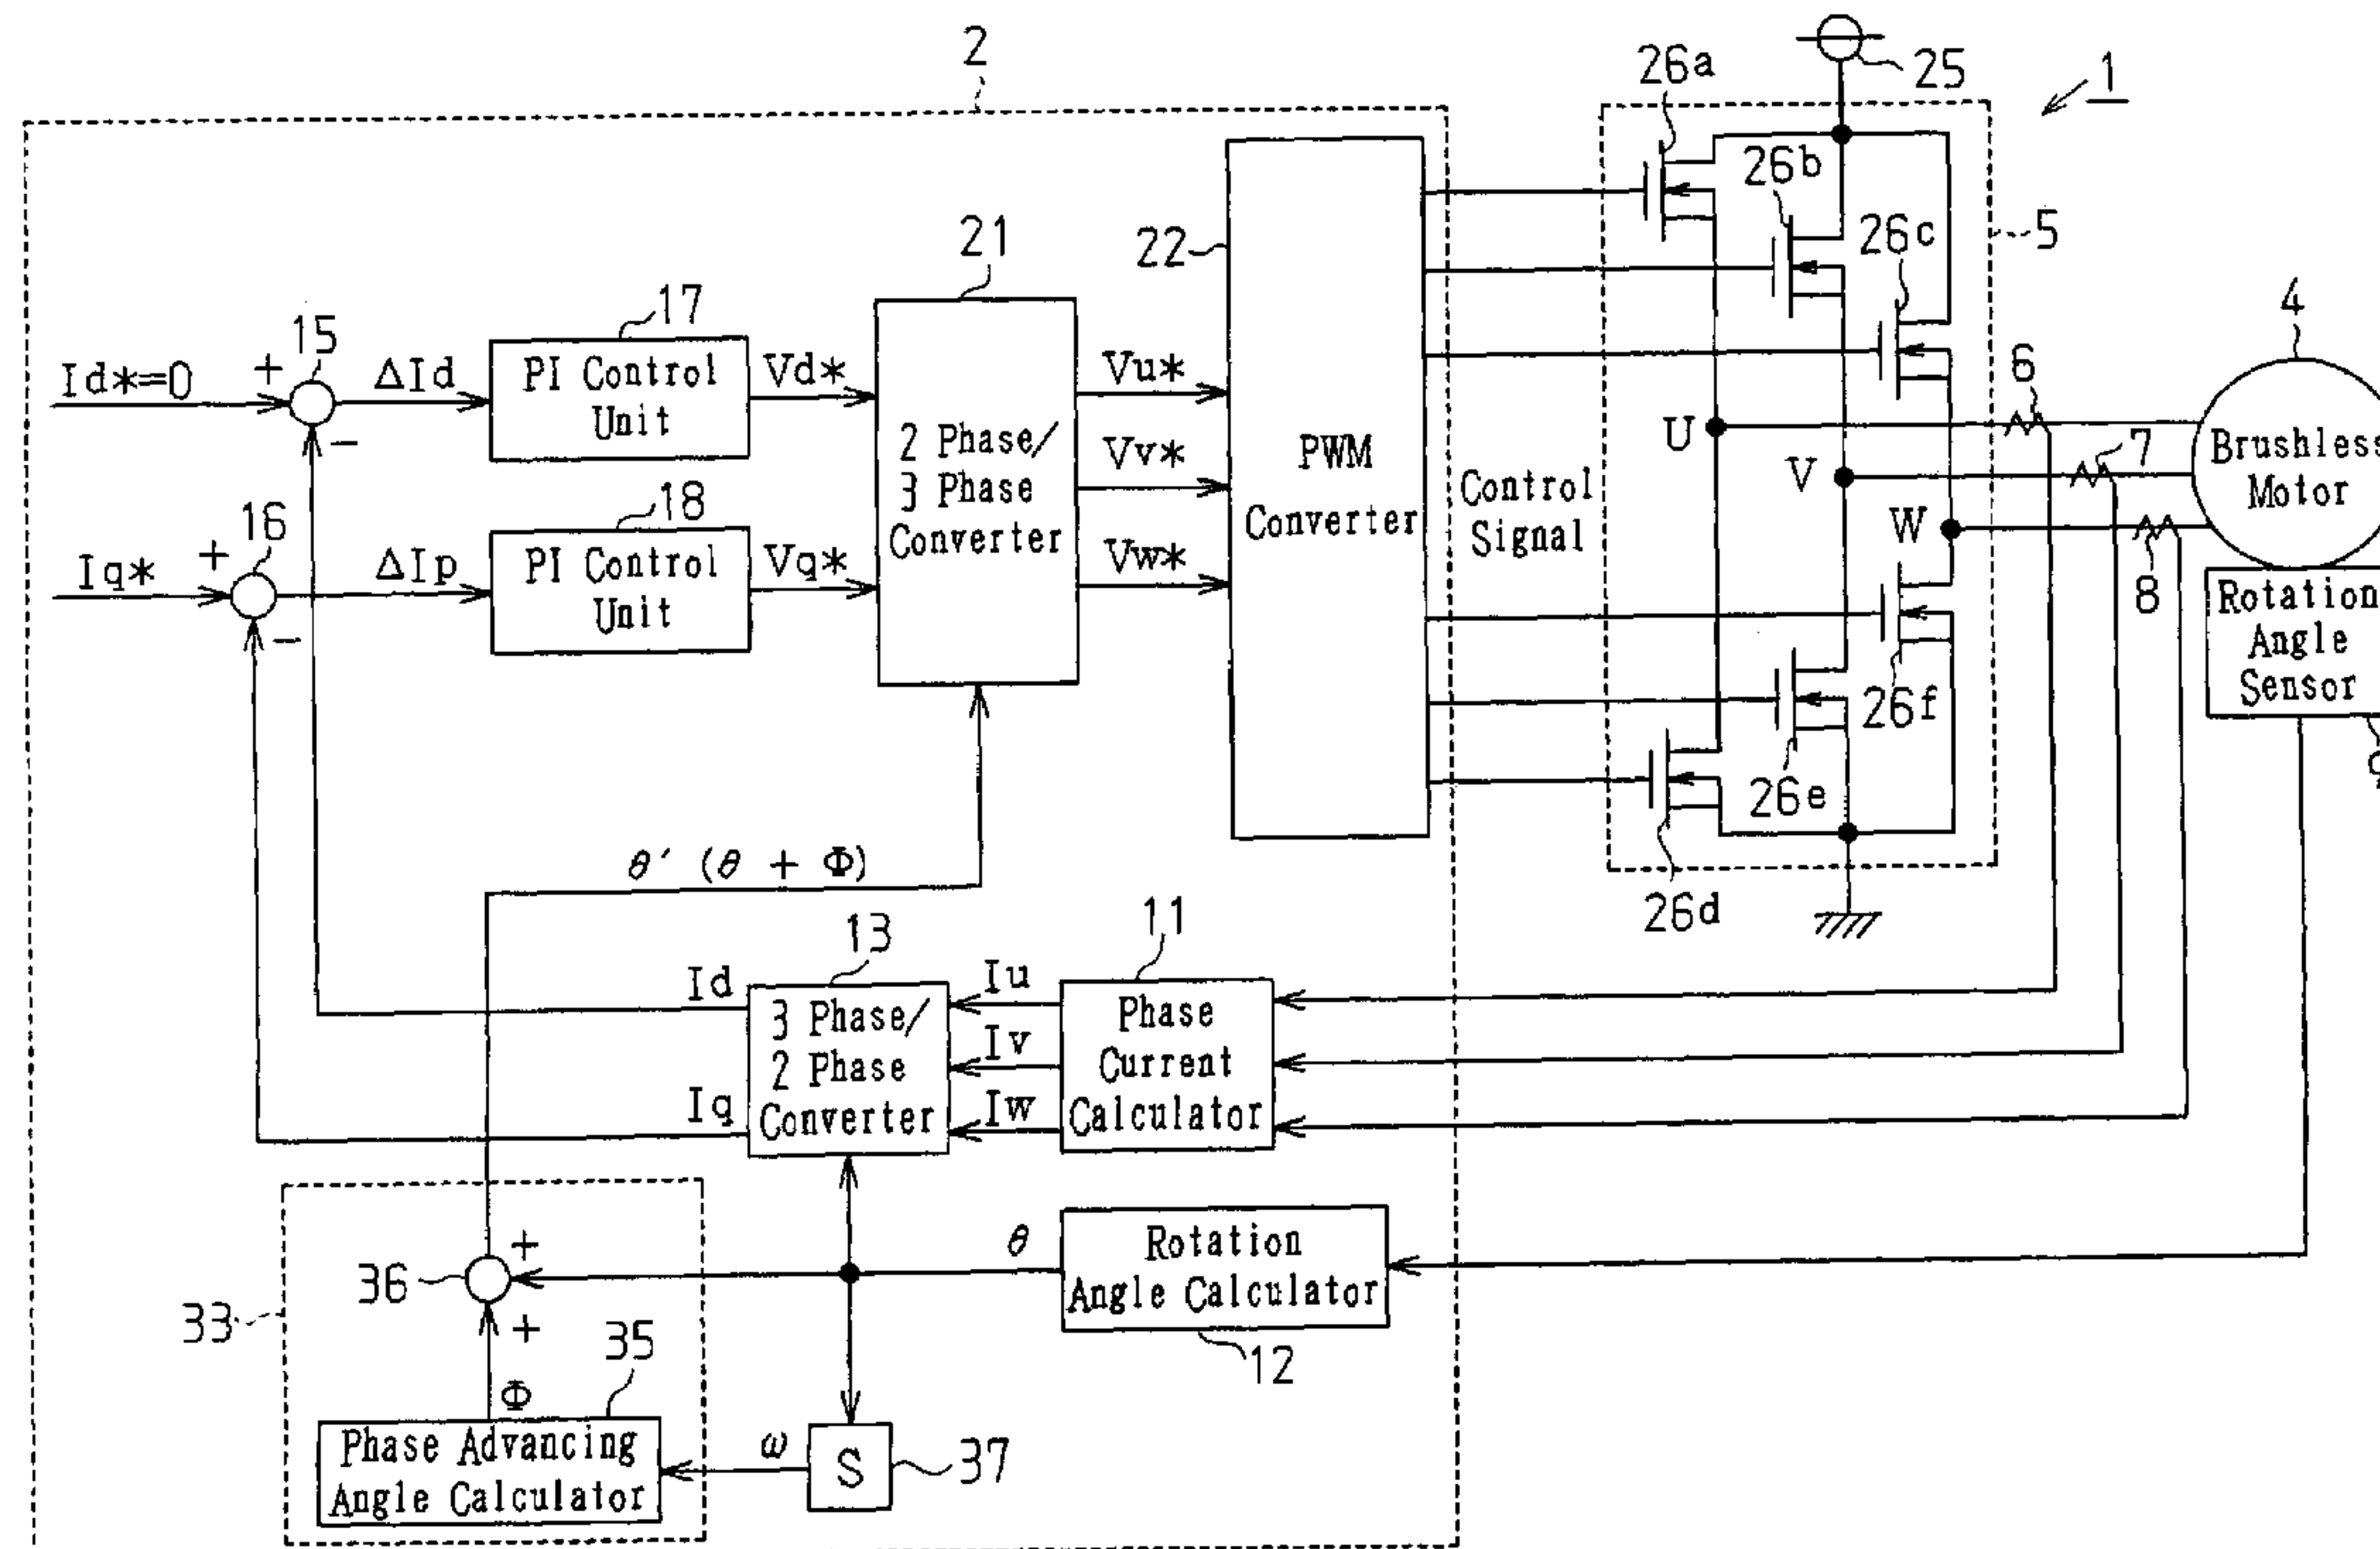 2
25
1
26a
26b
26c
5
22
21
17
15
Id*=0
+
-
ΔId
PI Control
Unit
Vd*
2 Phase/
3 Phase
Converter
Vu*
Vv*
Vw*
PWM
Converter
Control
Signal
U
V
W
6
7
8
4
Brushless
Motor
Rotation
Angle
Sensor
9
16
Iq*
+
-
ΔIp
18
PI Control
Unit
Vq*
26f
26e
26d
θ' (θ + Φ)
13
11
Id
Iq
3 Phase/
2 Phase
Converter
Iu
Iv
Iw
Phase
Current
Calculator
θ
Rotation
Angle Calculator
12
33
36
+
+
Φ
35
Phase Advancing
Angle Calculator
ω
S
37